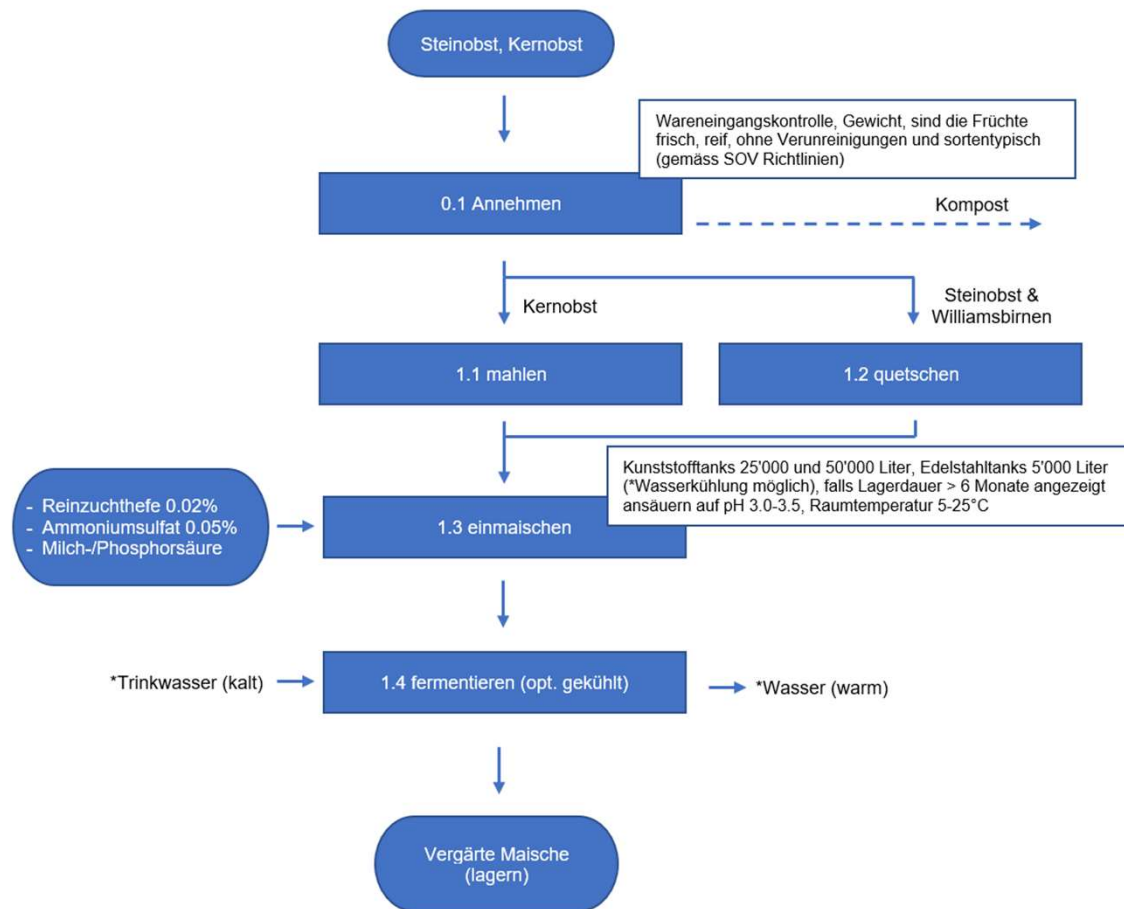 Steinobst, Kernobst
Wareneingangskontrolle, Gewicht, sind die Früchte
frisch, reif, ohne Verunreinigungen und sortentypisch
(gemäss SOV Richtlinien)
0.1 Annehmen
Kompost
Kernobst
Steinobst &
Williamsbirnen
1.1 mahlen
1.2 quetschen
Kunststofftanks 25'000 und 50'000 Liter, Edelstahltanks 5'000 Liter
(*Wasserkühlung möglich), falls Lagerdauer > 6 Monate angezeigt
ansäuern auf pH 3.0-3.5, Raumtemperatur 5-25°C
- Reinzuchthefe 0.02%
- Ammoniumsulfat 0.05%
- Milch-/Phosphorsäure
1.3 einmaischen
*Trinkwasser (kalt)
1.4 fermentieren (opt. gekühlt)
*Wasser (warm)
Vergärte Maische
(lagern)